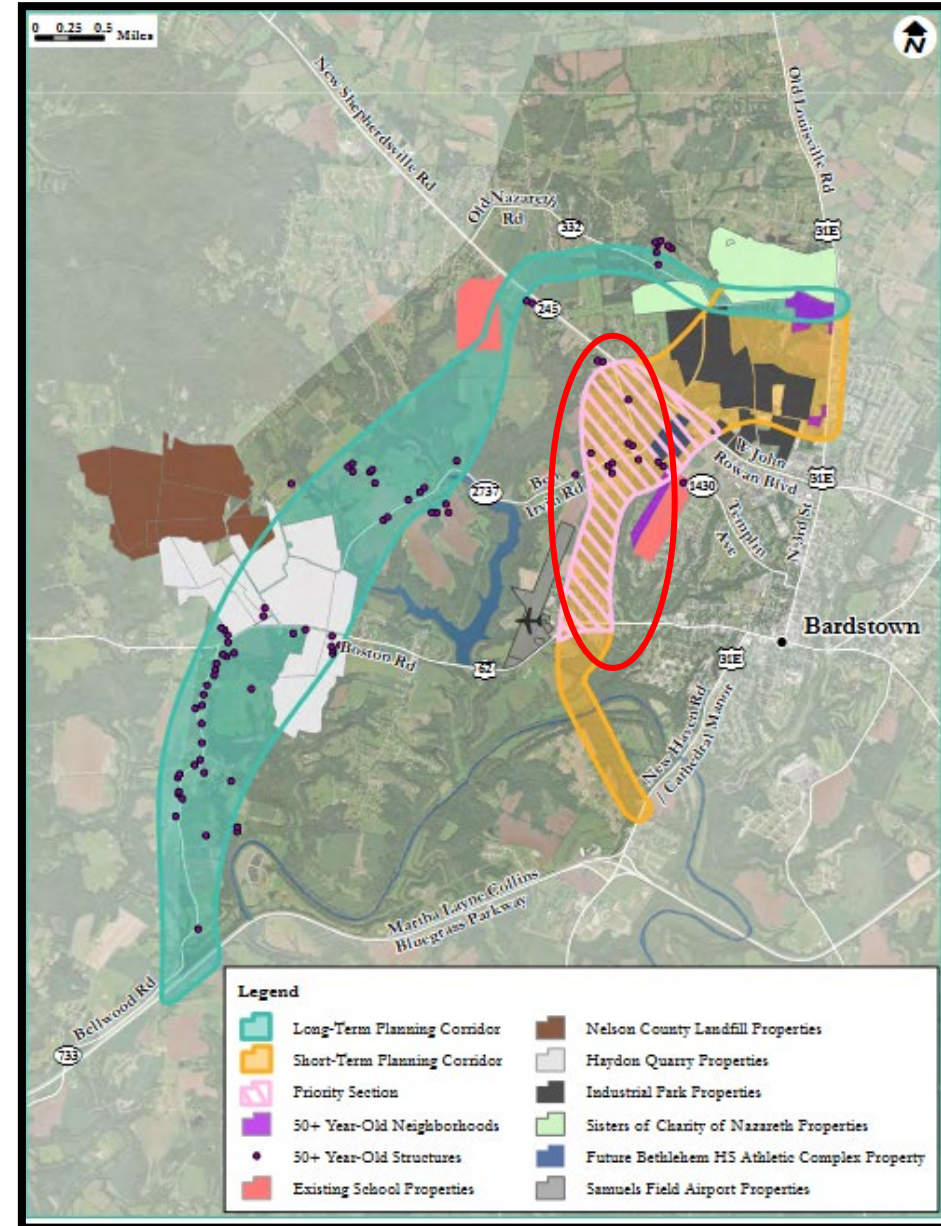 0 0.25 0.5 Miles
N
New Shepherdsville Rd
Old Louisville Rd
Old Nazareth
Rd
332
31E
245
W John
Rowan Blvd
Ben
Irvin Rd
2737
1430
Templin
Ave
31E
N 3rd St
Bardstown
Boston Rd
62
31E
New Haven Rd
/ Cathedral Manor
Martha Layne Collins
Bluegrass Parkway
Bellwood Rd
733
Legend
Long-Term Planning Corridor
Short-Term Planning Corridor
Priority Section
50+ Year-Old Neighborhoods
50+ Year-Old Structures
Existing School Properties
Nelson County Landfill Properties
Haydon Quarry Properties
Industrial Park Properties
Sisters of Charity of Nazareth Properties
Future Bethlehem HS Athletic Complex Property
Samuels Field Airport Properties